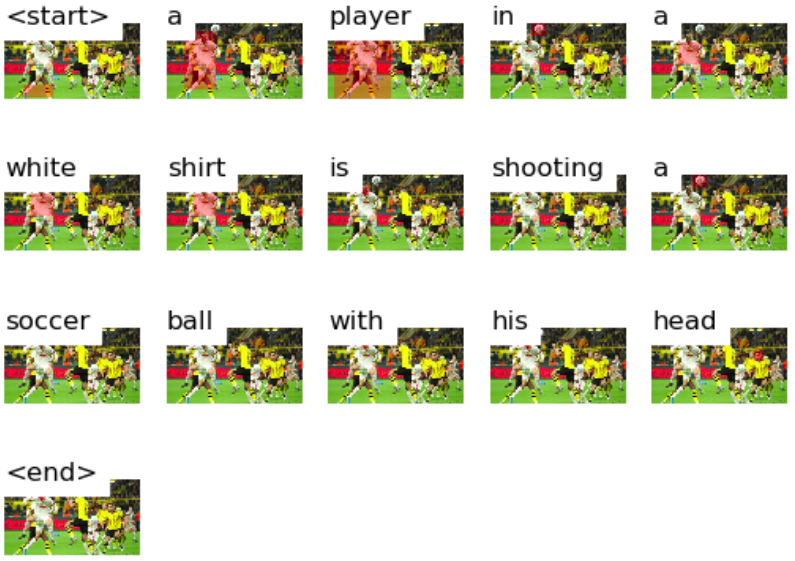 <start> a player in a
white shirt is shooting a
soccer ball with his head
<end>